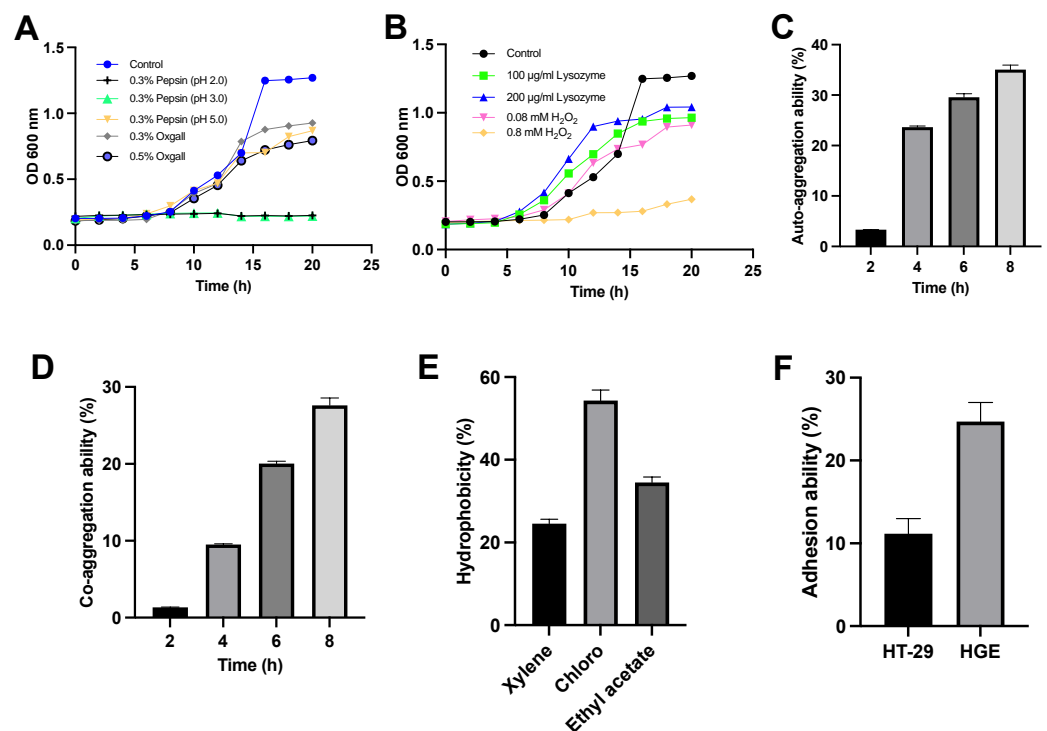 A
1.5
1.0
0.5
0.0
OD 600 nm
Control
0.3% Pepsin (pH 2.0)
0.3% Pepsin (pH 3.0)
0.3% Pepsin (pH 5.0)
0.3% Oxgall
0.5% Oxgall
0 5 10 15 20 25
Time (h)
B
1.5
1.0
0.5
0.0
OD 600 nm
Control
100 µg/ml Lysozyme
200 µg/ml Lysozyme
0.08 mM H₂O₂
0.8 mM H₂O₂
0 5 10 15 20 25
Time (h)
C
40
30
20
10
0
Auto-aggregation ability (%)
2 4 6 8
Time (h)
D
30
20
10
0
Co-aggregation ability (%)
2 4 6 8
Time (h)
E
60
40
20
0
Hydrophobicity (%)
Xylene
Chloro
Ethyl acetate
F
30
20
10
0
Adhesion ability (%)
HT-29 HGE